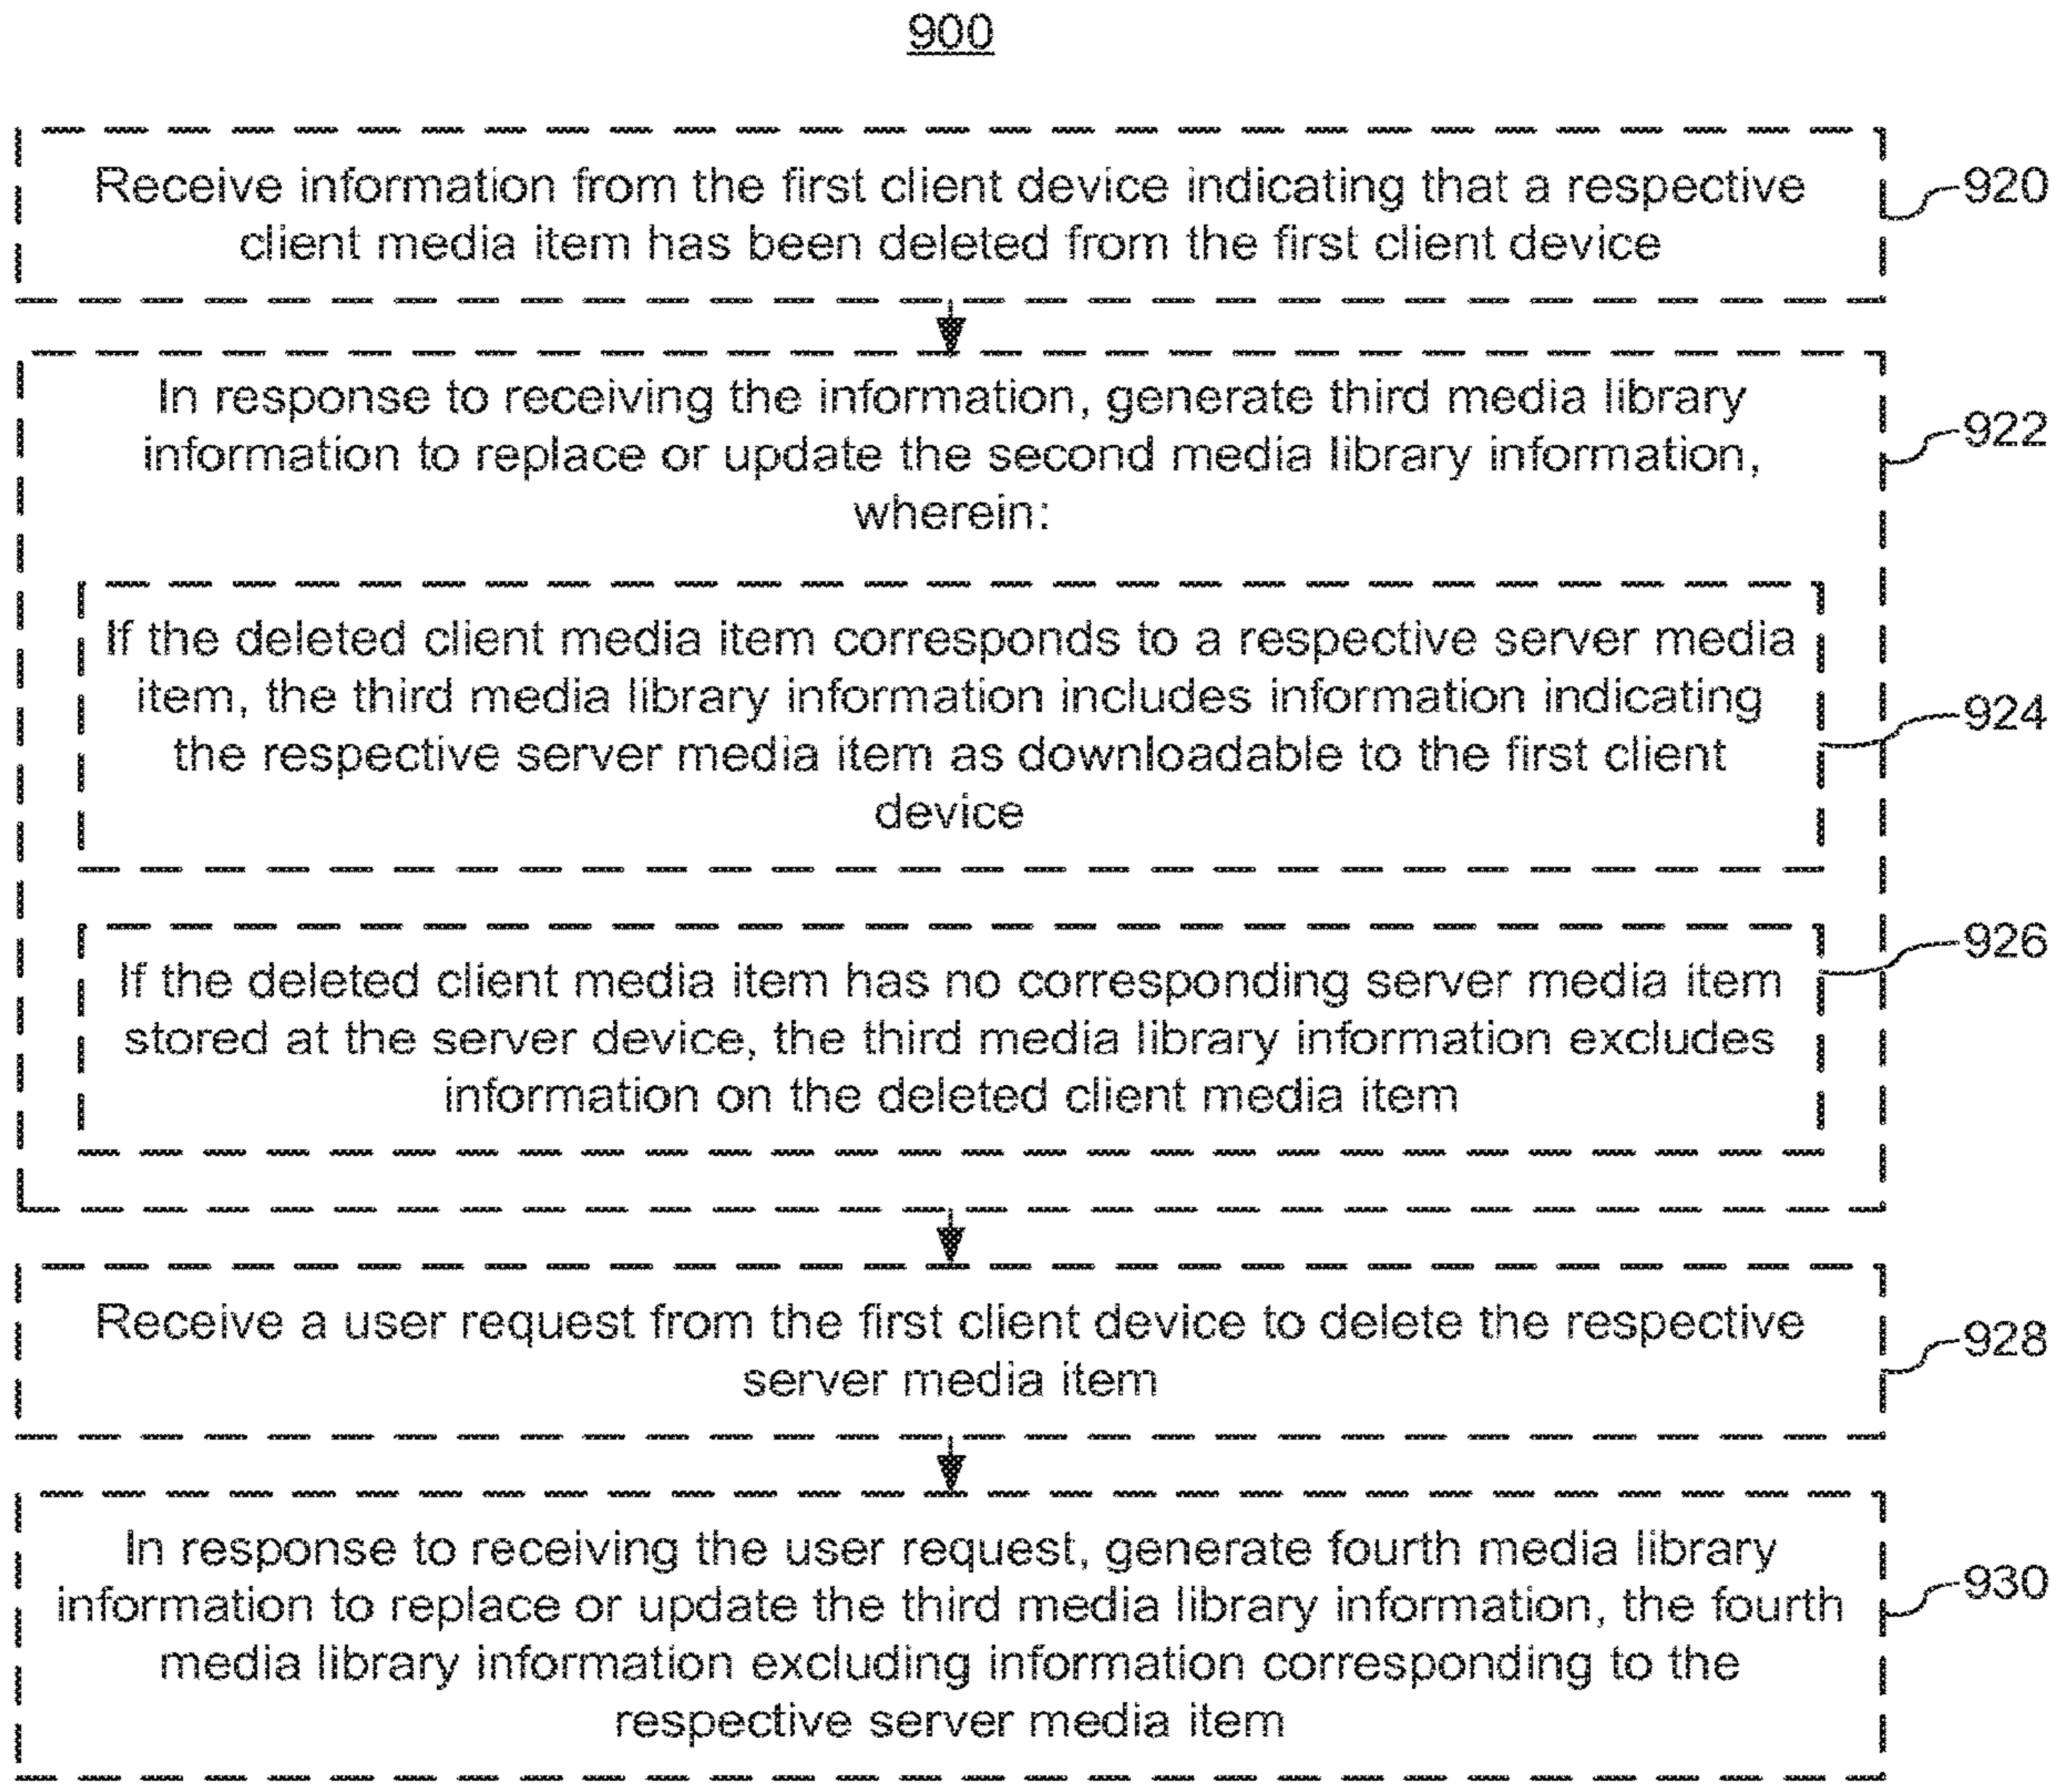 900
Receive information from the first client device indicating that a respective
client media item has been deleted from the first client device
920
In response to receiving the information, generate third media library
information to replace or update the second media library information,
wherein:
922
If the deleted client media item corresponds to a respective server media
item, the third media library information includes information indicating
the respective server media item as downloadable to the first client
device
924
If the deleted client media item has no corresponding server media item
stored at the server device, the third media library information excludes
information on the deleted client media item
926
Receive a user request from the first client device to delete the respective
server media item
928
In response to receiving the user request, generate fourth media library
information to replace or update the third media library information, the fourth
media library information excluding information corresponding to the
respective server media item
930